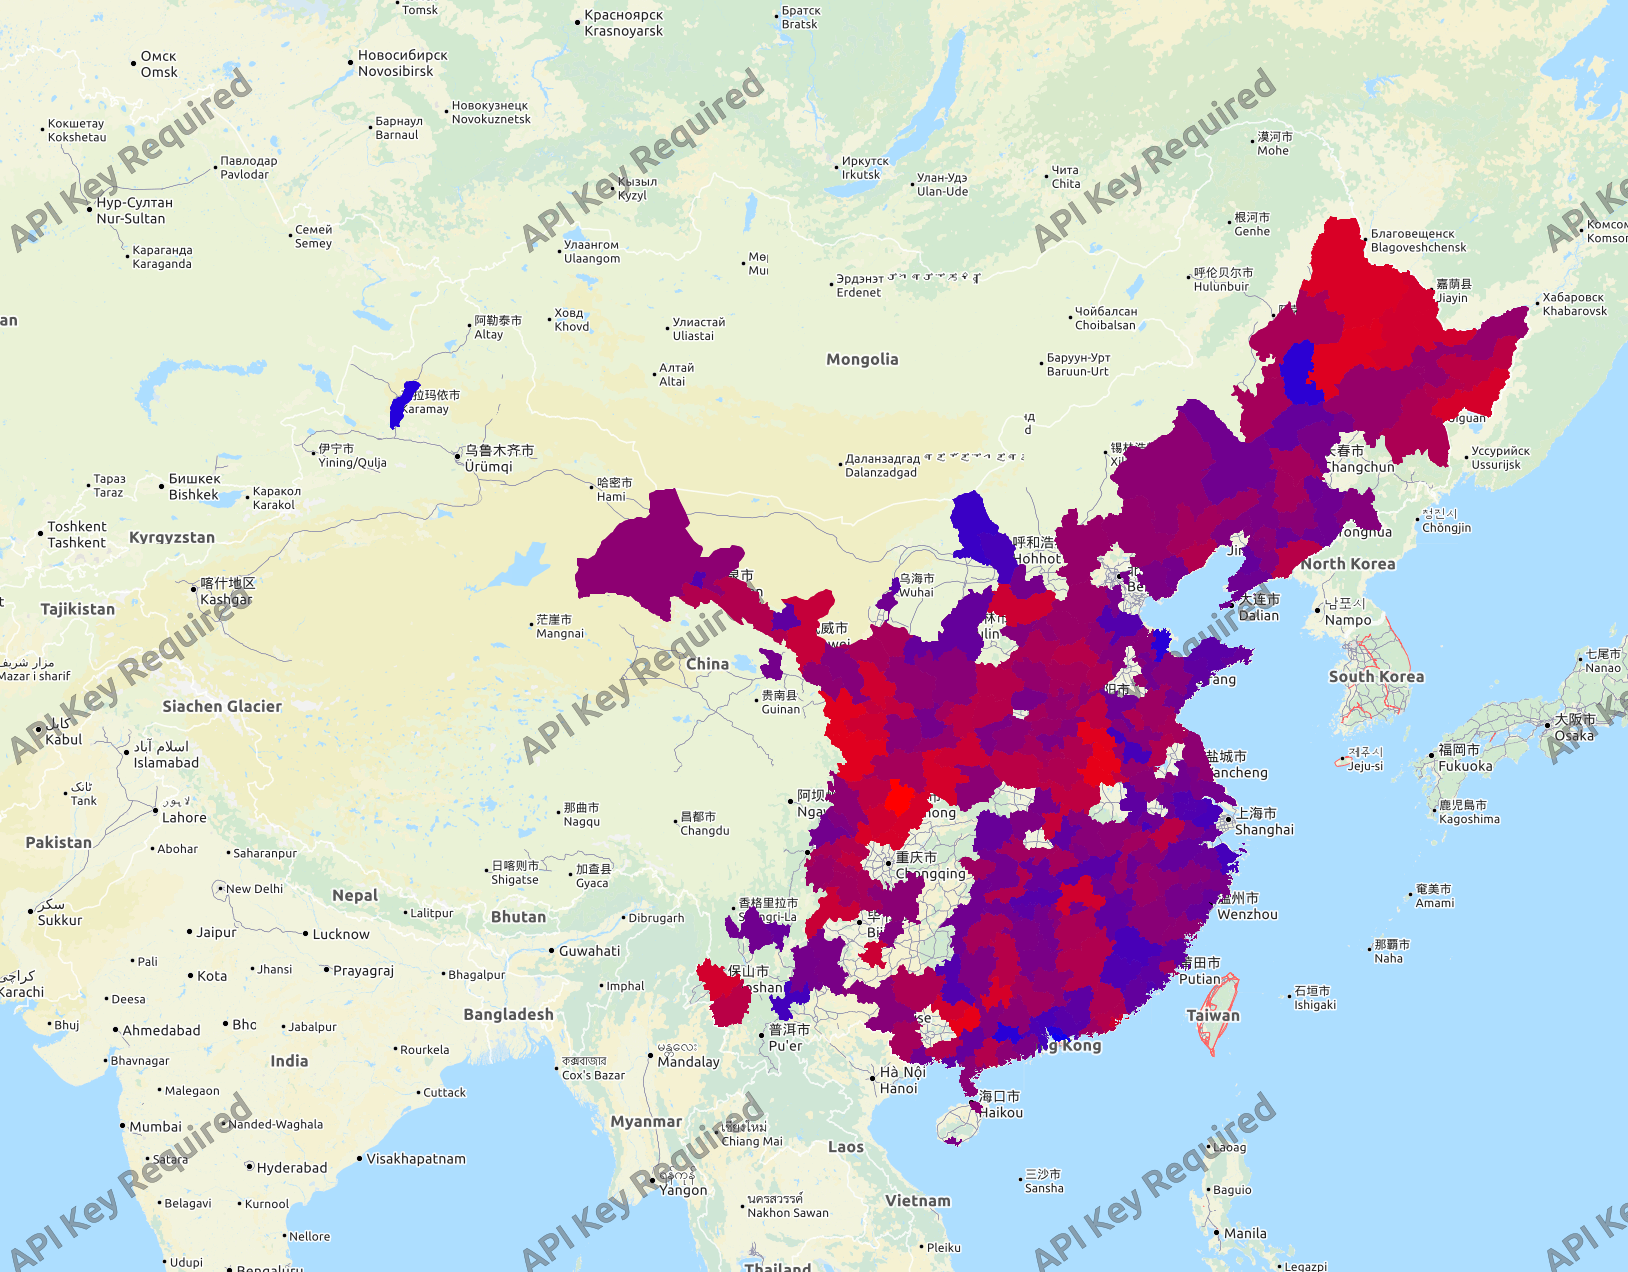 Tomsk
Красноярск
Krasnoyarsk
Братск
Bratsk
Омск
Omsk
Новосибирск
Novosibirsk
Новокузнецк
Novokuznetsk
Кокшетау
Kokshetau
Барнаул
Barnaul
API Key Required
API Key Required
API Key Required
Павлодар
Pavlodar
Кызыл
Kyzyl
Иркутск
Irkutsk
Улан-Удэ
Ulan-Ude
Чита
Chita
漠河市
Mohe
Нур-Султан
Nur-Sultan
Семей
Semey
Караганда
Karaganda
Улаангом
Ulaangom
Эрдэнэт
Erdenet
根河市
Genhe
呼伦贝尔市
Hulunbuir
Благовещенск
Blagoveshchensk
嘉荫县
Jiayin
Хабаровск
Khabarovsk
阿勒泰市
Altay
Ховд
Khovd
Улиастай
Uliastai
Чойбалсан
Choibalsan
Алтай
Altai
Mongolia
Баруун-Урт
Baruun-Urt
拉玛依市
Karamay
伊宁市
Yining/Qulja
乌鲁木齐市
Ürümqi
Даланзадгад
Dalanzadgad
Changchun
Уссурийск
Ussurijsk
Тараз
Taraz
Бишкек
Bishkek
Каракол
Karakol
哈密市
Hami
Toshkent
Tashkent
Kyrgyzstan
Hohhot
청진시
Chŏngjin
Tonghua
North Korea
喀什地区
Kashgar
Tajikistan
乌海市
Wuhai
大连市
Dalian
남포시
Nampo
茫崖市
Mangnai
API Key Required
API Key Required
China
贵南县
Guinan
South Korea
七尾市
Nanao
Mazar i sharif
Siachen Glacier
کابل
Kabul
اسلام آباد
Islamabad
大阪市
Osaka
福岡市
Fukuoka
제주시
Jeju-si
盐城市
Yancheng
ٹانک
Tank
لاہور
Lahore
那曲市
Nagqu
昌都市
Changdu
鹿児島市
Kagoshima
上海市
Shanghai
Pakistan
Abohar
Saharanpur
日喀则市
Shigatse
加查县
Gyaca
重庆市
Chongqing
New Delhi
Nepal
Bhutan
奄美市
Amami
سکر
Sukkur
Lalitpur
Dibrugarh
香格里拉市
Shangri-La
温州市
Wenzhou
Jaipur
Lucknow
Guwahati
那覇市
Naha
Pali
Kota
Jhansi
Prayagraj
Bhagalpur
Imphal
保山市
莆田市
Putian
石垣市
Ishigaki
Karachi
Deesa
Bhuj
Ahmedabad
Jabalpur
Bangladesh
Taiwan
普洱市
Pu'er
Bhavnagar
India
Rourkela
Cox's Bazar
Mandalay
Hà Nội
Hanoi
Malegaon
Cuttack
海口市
Haikou
Myanmar
Chiang Mai
Mumbai
Nanded-Waghala
API Key Required
API Key Required
API Key Required
Laos
Laoag
Satara
Hyderabad
Visakhapatnam
三沙市
Sansha
Yangon
Baguio
Belagavi
Kurnool
นครสวรรค์
Nakhon Sawan
Vietnam
Nellore
Pleiku
Manila
Udupi
Bengaluru
Thailand
Legazpi